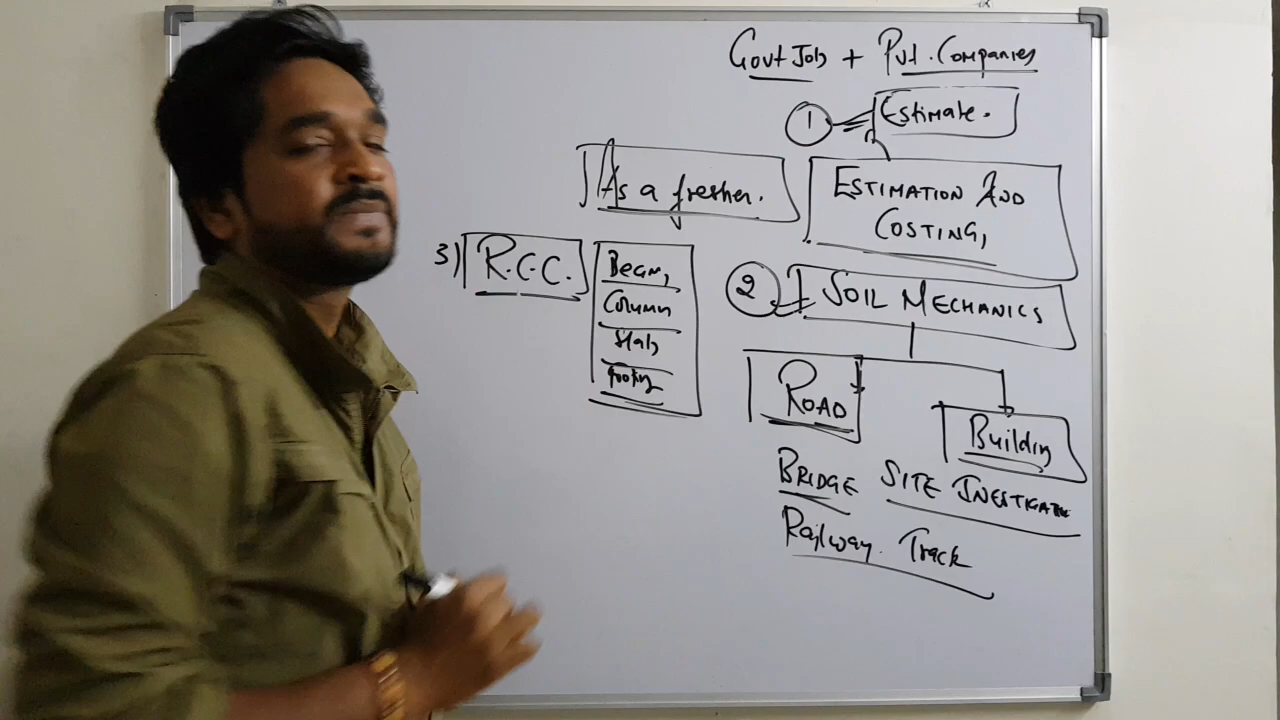 Govt Job + Pvt. Companies
1 Estimate.
As a fresher.
ESTIMATION AND
COSTING,
3) R.C.C.
Beam,
Column
Slab,
footing
2 SOIL MECHANICS
ROAD
Building
BRIDGE SITE INESTIGATION
Railway Track